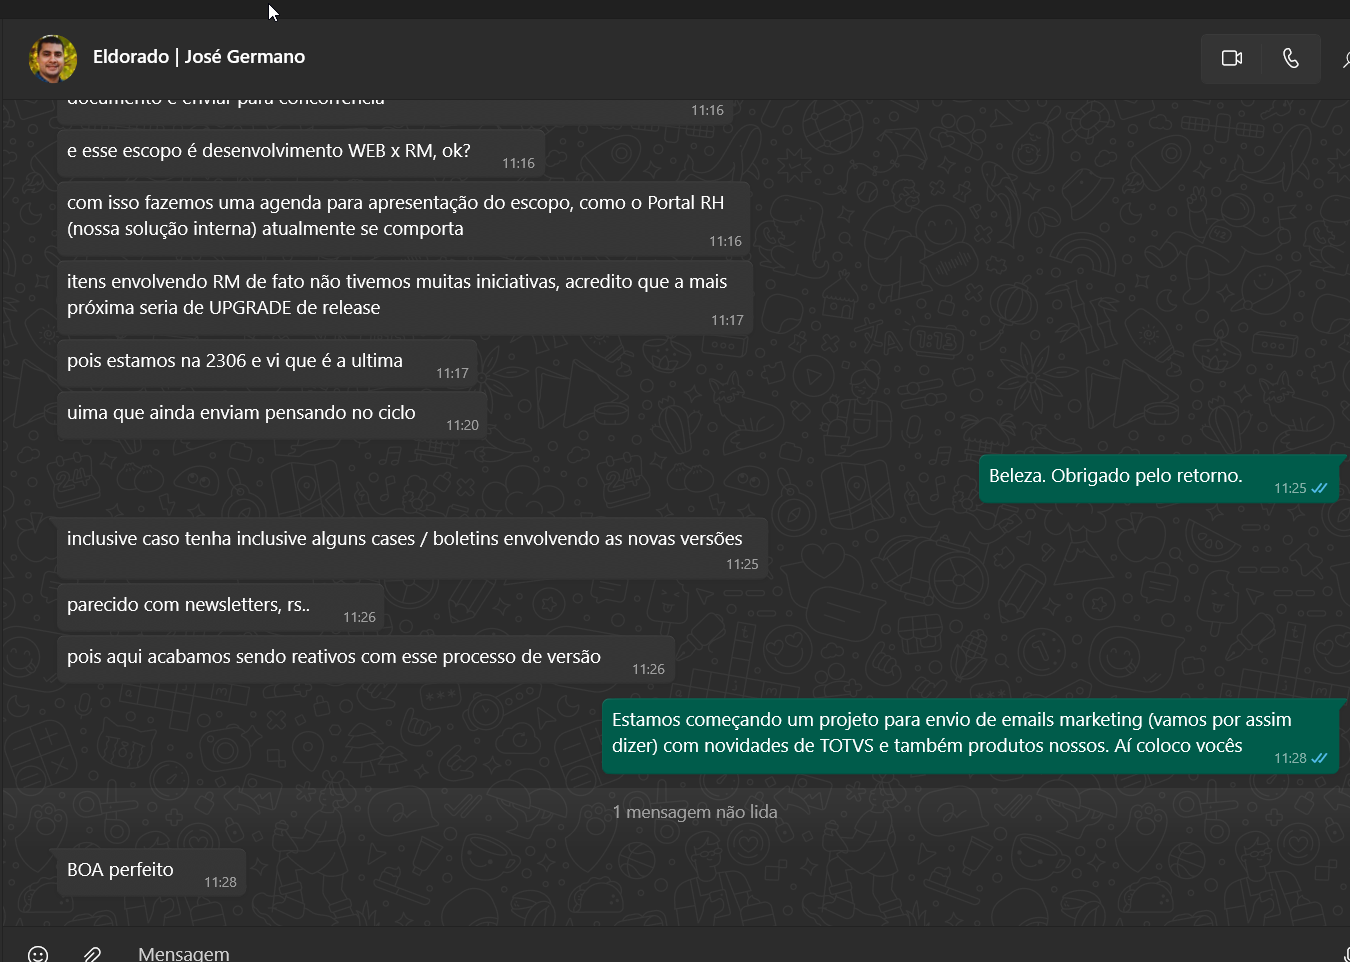 Eldorado | José Germano
documento e enviar para concorrência
11:16
e esse escopo é desenvolvimento WEB x RM, ok?
11:16
com isso fazemos uma agenda para apresentação do escopo, como o Portal RH
(nossa solução interna) atualmente se comporta
11:16
itens envolvendo RM de fato não tivemos muitas iniciativas, acredito que a mais
próxima seria de UPGRADE de release
11:17
pois estamos na 2306 e vi que é a ultima
11:17
uima que ainda enviam pensando no ciclo
11:20
Beleza. Obrigado pelo retorno.
11:25
inclusive caso tenha inclusive alguns cases / boletins envolvendo as novas versões
11:25
parecido com newsletters, rs..
11:26
pois aqui acabamos sendo reativos com esse processo de versão
11:26
Estamos começando um projeto para envio de emails marketing (vamos por assim
dizer) com novidades de TOTVS e também produtos nossos. Aí coloco vocês
11:28
1 mensagem não lida
BOA perfeito
11:28
Mensagem